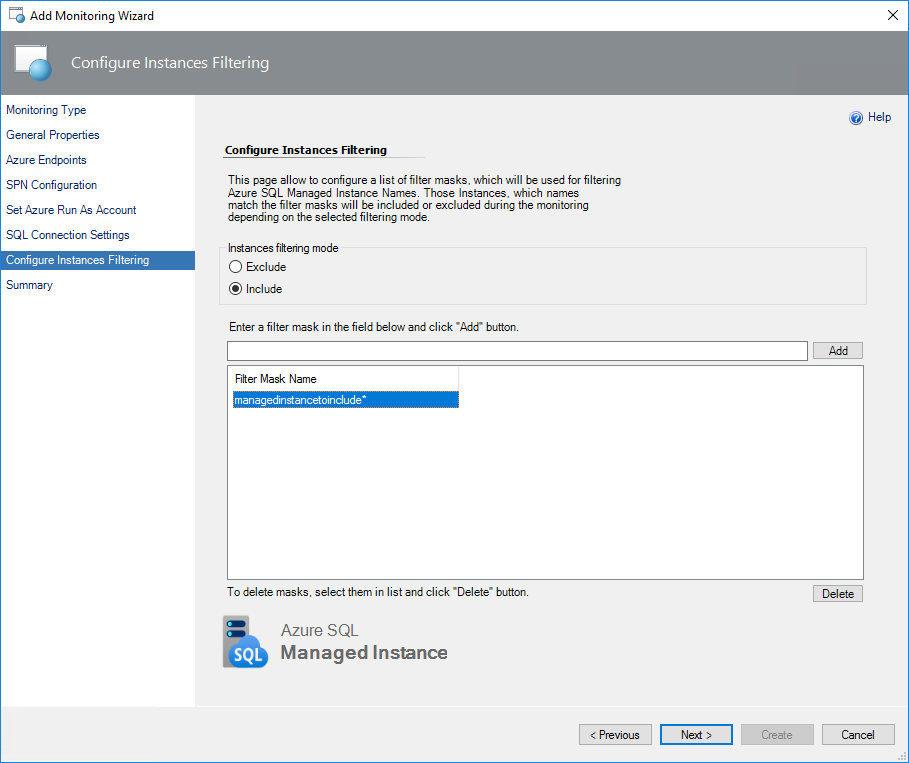 Add Monitoring Wizard
Configure Instances Filtering
Monitoring Type
General Properties
Azure Endpoints
SPN Configuration
Set Azure Run As Account
SQL Connection Settings
Configure Instances Filtering
Summary
Help
Configure Instances Filtering
This page allow to configure a list of filter masks, which will be used for filtering
Azure SQL Managed Instance Names. Those Instances, which names
match the filter masks will be included or excluded during the monitoring
depending on the selected filtering mode.
Instances filtering mode
Exclude
Include
Enter a filter mask in the field below and click "Add" button.
Add
Filter Mask Name
managedinstancetoinclude*
To delete masks, select them in list and click "Delete" button.
Delete
SQL
Azure SQL
Managed Instance
< Previous
Next >
Create
Cancel